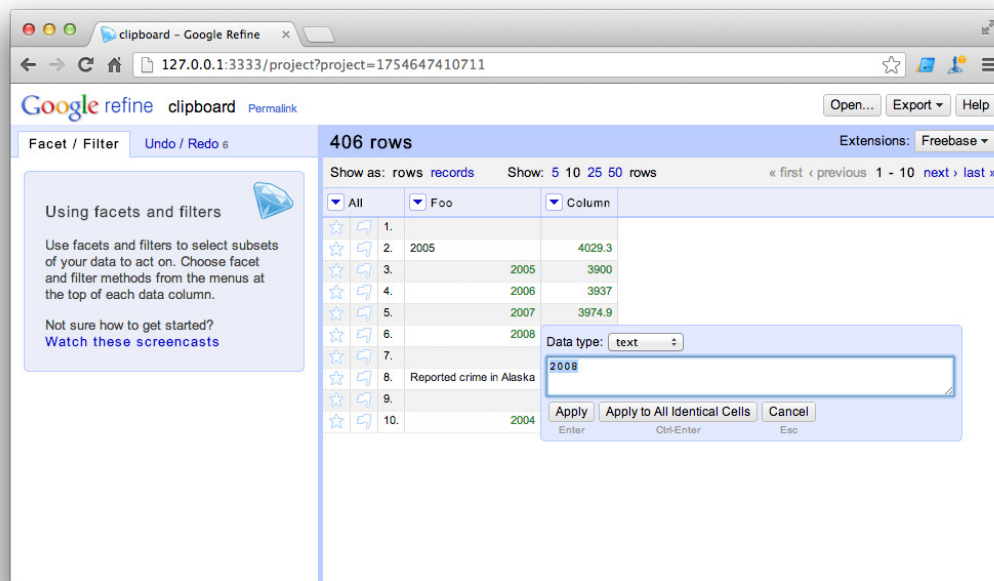 clipboard – Google Refine
127.0.0.1:3333/project?project=1754647410711
Google refine clipboard Permalink
Open... Export Help
Facet / Filter Undo / Redo 6
406 rows
Extensions: Freebase
Show as: rows records Show: 5 10 25 50 rows « first ‹ previous 1 - 10 next › last »
All Foo Column
1.
2. 2005 4029.3
3. 2005 3900
4. 2006 3937
5. 2007 3974.9
6. 2008
7.
8. Reported crime in Alaska
9.
10. 2004
Data type: text
2008
Apply Apply to All Identical Cells Cancel
Enter Ctrl-Enter Esc
Using facets and filters
Use facets and filters to select subsets
of your data to act on. Choose facet
and filter methods from the menus at
the top of each data column.
Not sure how to get started?
Watch these screencasts